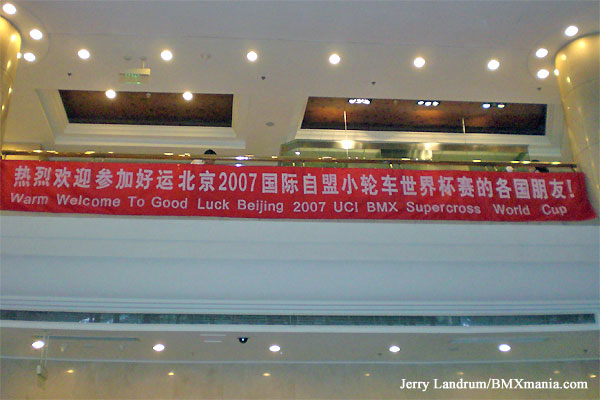 热烈欢迎参加好运北京2007国际自盟小轮车世界杯赛的各国朋友!
Warm Welcome To Good Luck Beijing 2007 UCI BMX Supercross World Cup
Jerry Landrum/BMXmania.com